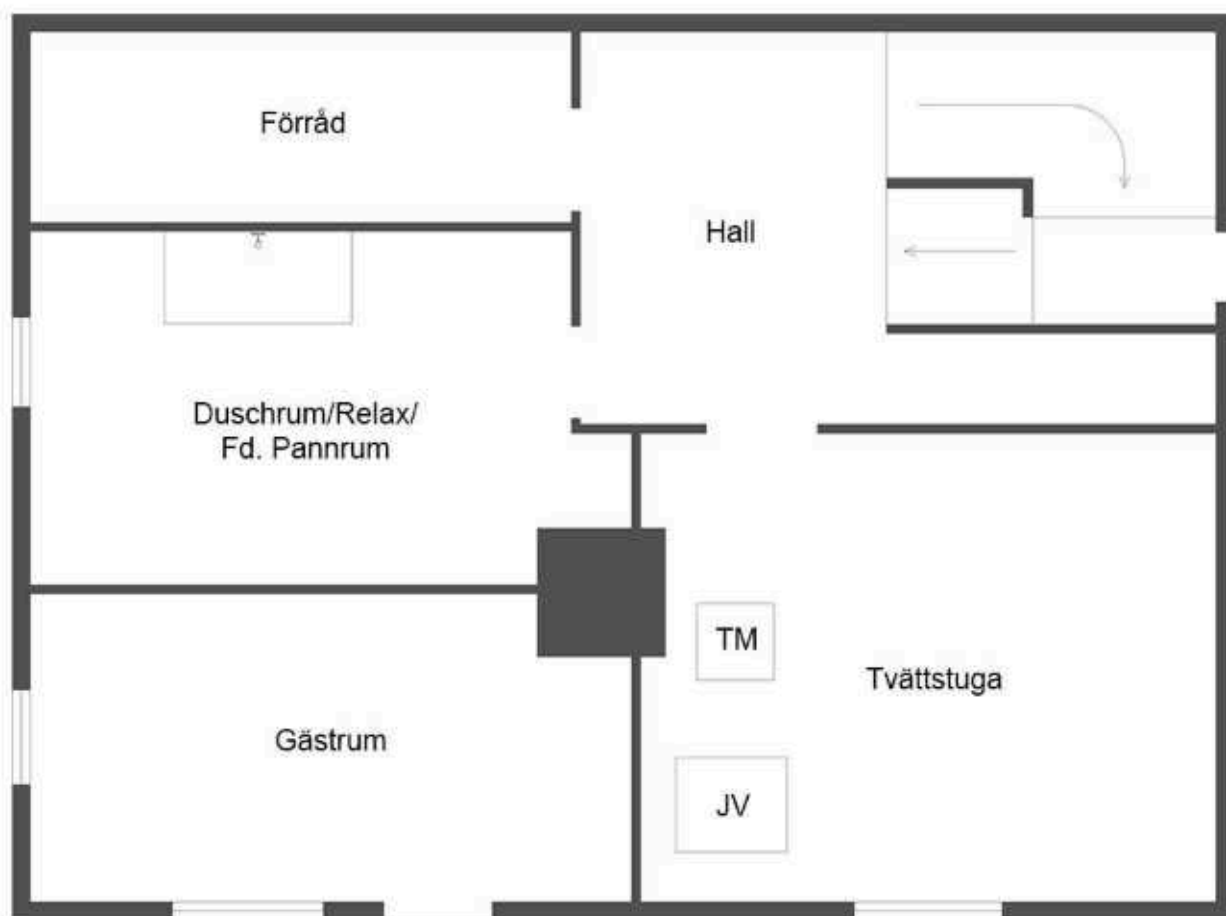 Förråd
Hall
Duschrum/Relax/
Fd. Pannrum
TM
Tvättstuga
Gästrum
JV